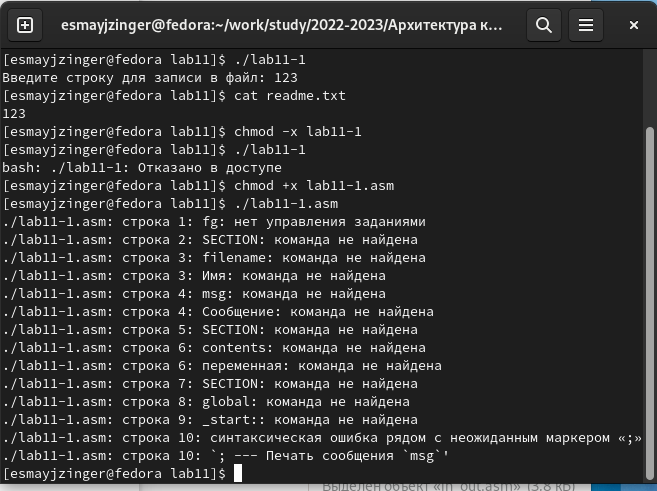 esmayjzinger@fedora:~/work/study/2022-2023/Архитектура к...
[esmayjzinger@fedora lab11]$ ./lab11-1
Введите строку для записи в файл: 123
[esmayjzinger@fedora lab11]$ cat readme.txt
123
[esmayjzinger@fedora lab11]$ chmod -x lab11-1
[esmayjzinger@fedora lab11]$ ./lab11-1
bash: ./lab11-1: Отказано в доступе
[esmayjzinger@fedora lab11]$ chmod +x lab11-1.asm
[esmayjzinger@fedora lab11]$ ./lab11-1.asm
./lab11-1.asm: строка 1: fg: нет управления заданиями
./lab11-1.asm: строка 2: SECTION: команда не найдена
./lab11-1.asm: строка 3: filename: команда не найдена
./lab11-1.asm: строка 3: Имя: команда не найдена
./lab11-1.asm: строка 4: msg: команда не найдена
./lab11-1.asm: строка 4: Сообщение: команда не найдена
./lab11-1.asm: строка 5: SECTION: команда не найдена
./lab11-1.asm: строка 6: contents: команда не найдена
./lab11-1.asm: строка 6: переменная: команда не найдена
./lab11-1.asm: строка 7: SECTION: команда не найдена
./lab11-1.asm: строка 8: global: команда не найдена
./lab11-1.asm: строка 9: _start:: команда не найдена
./lab11-1.asm: строка 10: синтаксическая ошибка рядом с неожиданным маркером «;»
./lab11-1.asm: строка 10: `; --- Печать сообщения `msg`'
[esmayjzinger@fedora lab11]$
Выделен объект «in_out.asm» (3,8 kB)